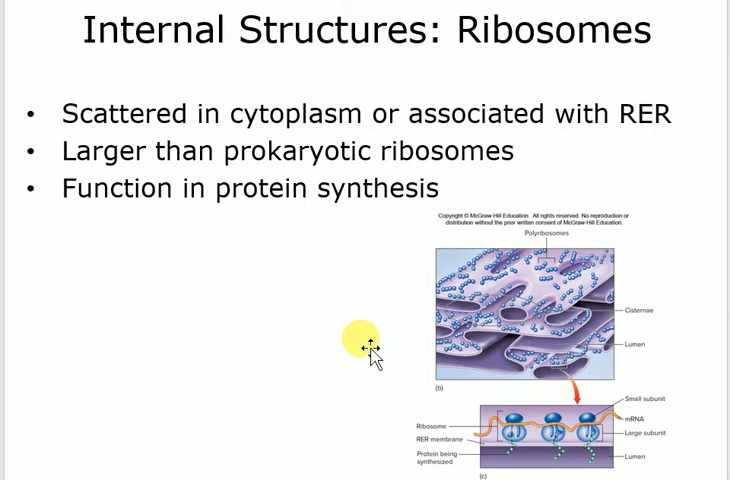 Internal Structures: Ribosomes
• Scattered in cytoplasm or associated with RER
• Larger than prokaryotic ribosomes
• Function in protein synthesis
Copyright © McGraw-Hill Education. All rights reserved. No reproduction or
distribution without the prior written consent of McGraw-Hill Education.
Polyribosomes
Cisternae
Lumen
(b)
Small subunit
mRNA
Ribosome
Large subunit
RER membrane
Protein being
synthesized
Lumen
(c)